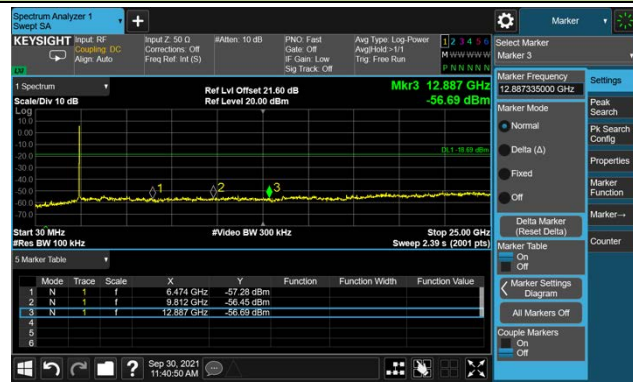 Spectrum Analyzer 1
Swept SA
Marker
KEYSIGHT
Input: RF
Coupling: DC
Align: Auto
Input Z: 50 Ω
Corrections: Off
Freq Ref: Int (S)
#Atten: 10 dB
PNO: Fast
Gate: Off
IF Gain: Low
Sig Track: Off
Avg Type: Log-Power
Avg|Hold:>1/1
Trig: Free Run
1 2 3 4 5 6
M W W W W W
P N N N N N
Select Marker
Marker 3
1 Spectrum
Scale/Div 10 dB
Log
Ref Lvl Offset 21.60 dB
Ref Level 20.00 dBm
Mkr3 12.887 GHz
-56.69 dBm
10.0
0.00
-10.0
-20.0
-30.0
-40.0
-50.0
-60.0
-70.0
DL1 -18.69 dBm
1
2
3
Start 30 MHz
#Res BW 100 kHz
#Video BW 300 kHz
Stop 25.00 GHz
Sweep 2.39 s (2001 pts)
5 Marker Table
Mode Trace Scale X Y Function Function Width Function Value
1 N 1 f 6.474 GHz -57.28 dBm
2 N 1 f 9.812 GHz -56.45 dBm
3 N 1 f 12.887 GHz -56.69 dBm
4
5
6
Marker Frequency
12.887335000 GHz
Marker Mode
Normal
Delta (Δ)
Fixed
Off
Delta Marker
(Reset Delta)
Marker Table
On
Off
Marker Settings
Diagram
All Markers Off
Couple Markers
On
Off
Settings
Peak
Search
Pk Search
Config
Properties
Marker
Function
Marker→
Counter
Sep 30, 2021
11:40:50 AM